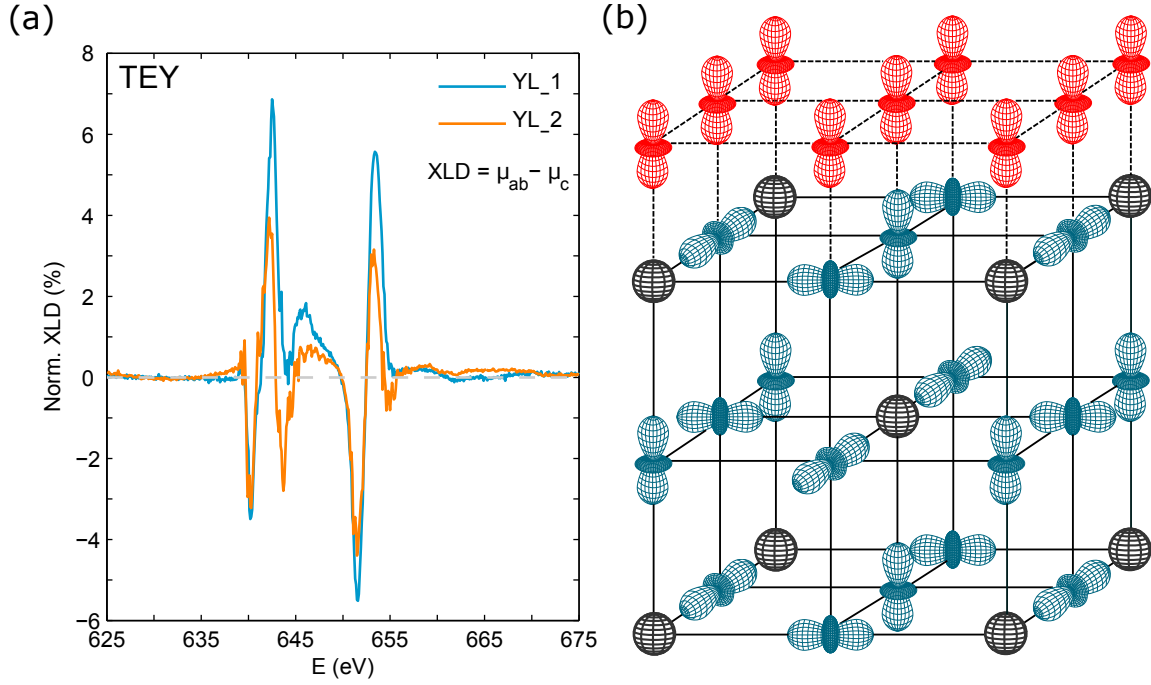 (a)
(b)
TEY
YL_1
YL_2
XLD = μab− μc
Norm. XLD (%)
8
6
4
2
0
−2
−4
−6
625
635
645
655
665
675
E (eV)